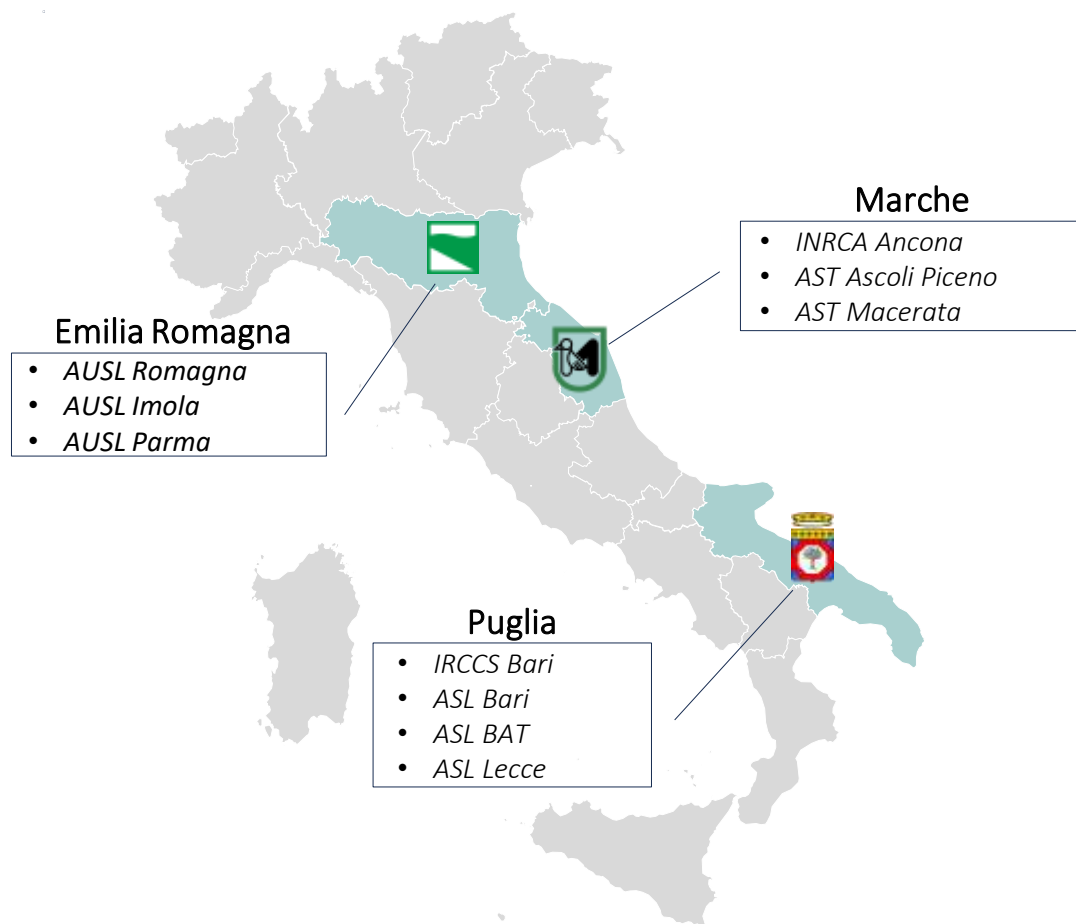 Marche
• INRCA Ancona
• AST Ascoli Piceno
• AST Macerata
Emilia Romagna
• AUSL Romagna
• AUSL Imola
• AUSL Parma
Puglia
• IRCCS Bari
• ASL Bari
• ASL BAT
• ASL Lecce